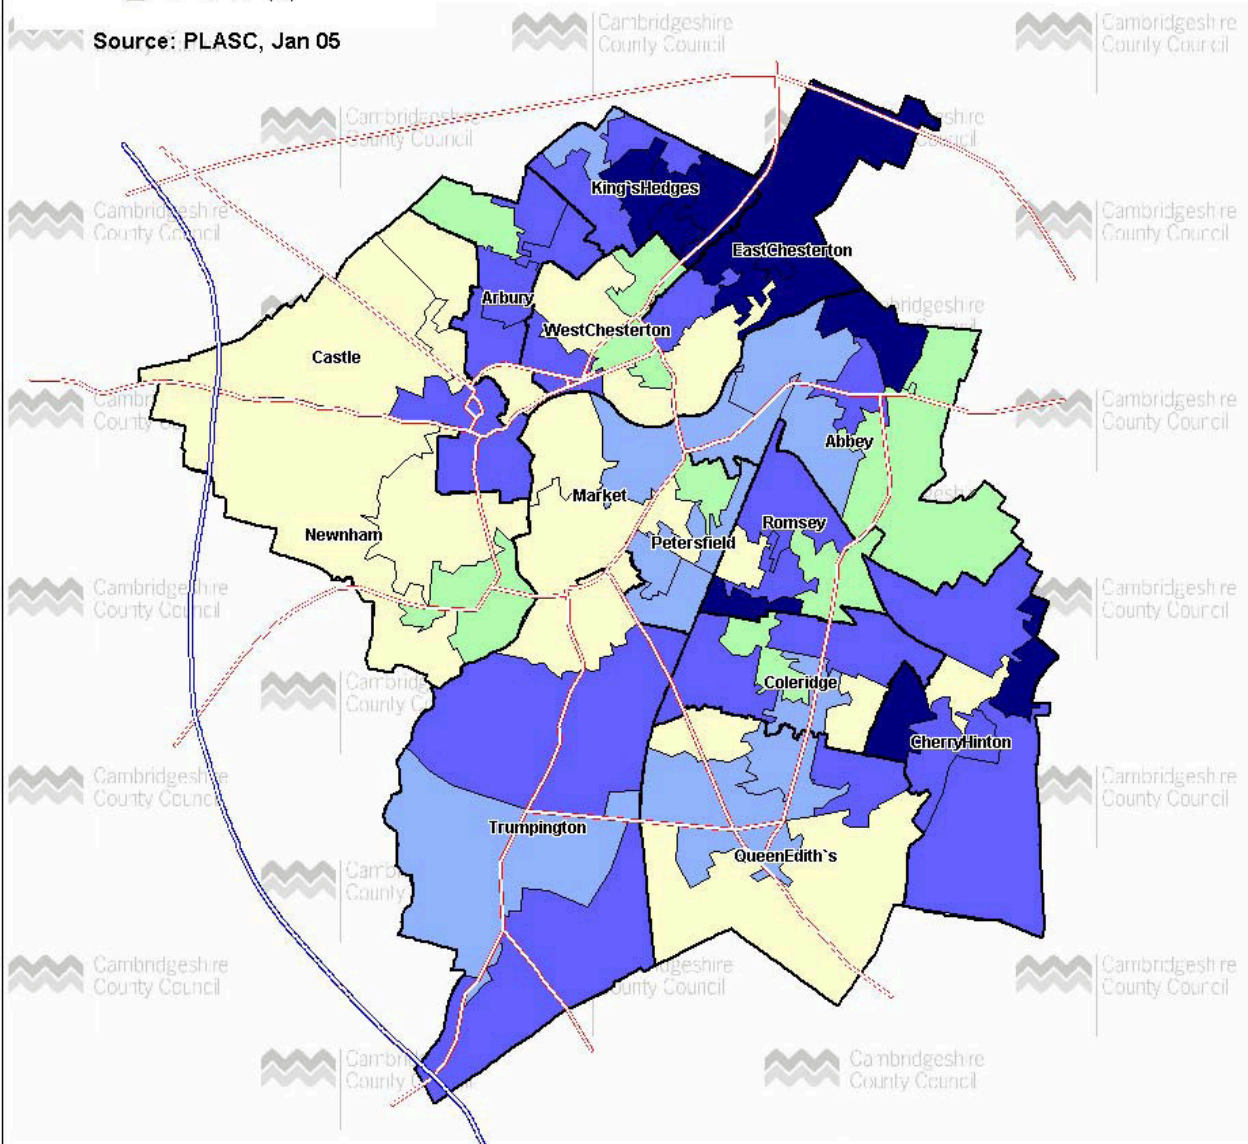 Source: PLASC, Jan 05
Cambridgeshire
County Council
King`sHedges
EastChesterton
Arbury
WestChesterton
Castle
Abbey
Market
Romsey
Newnham
Petersfield
Coleridge
CherryHinton
Trumpington
QueenEdith`s